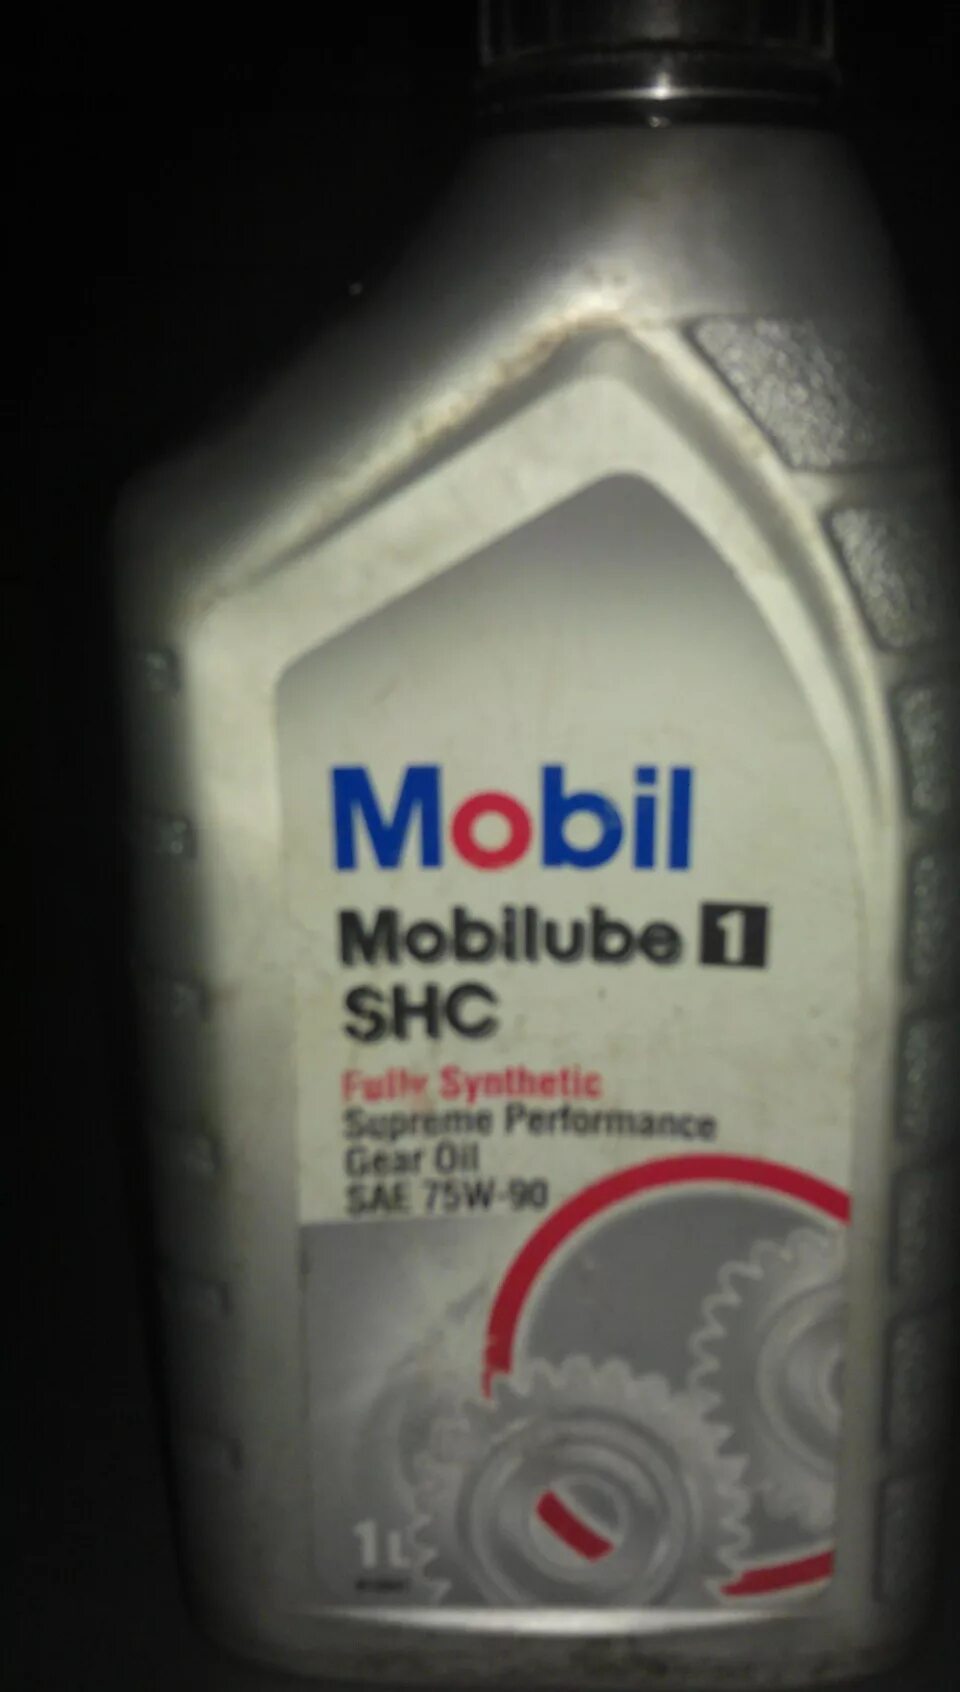 Mobil
Mobilube 1
SHC
Fully Synthetic
Supreme Performance
Gear Oil
SAE 75W-90
1L